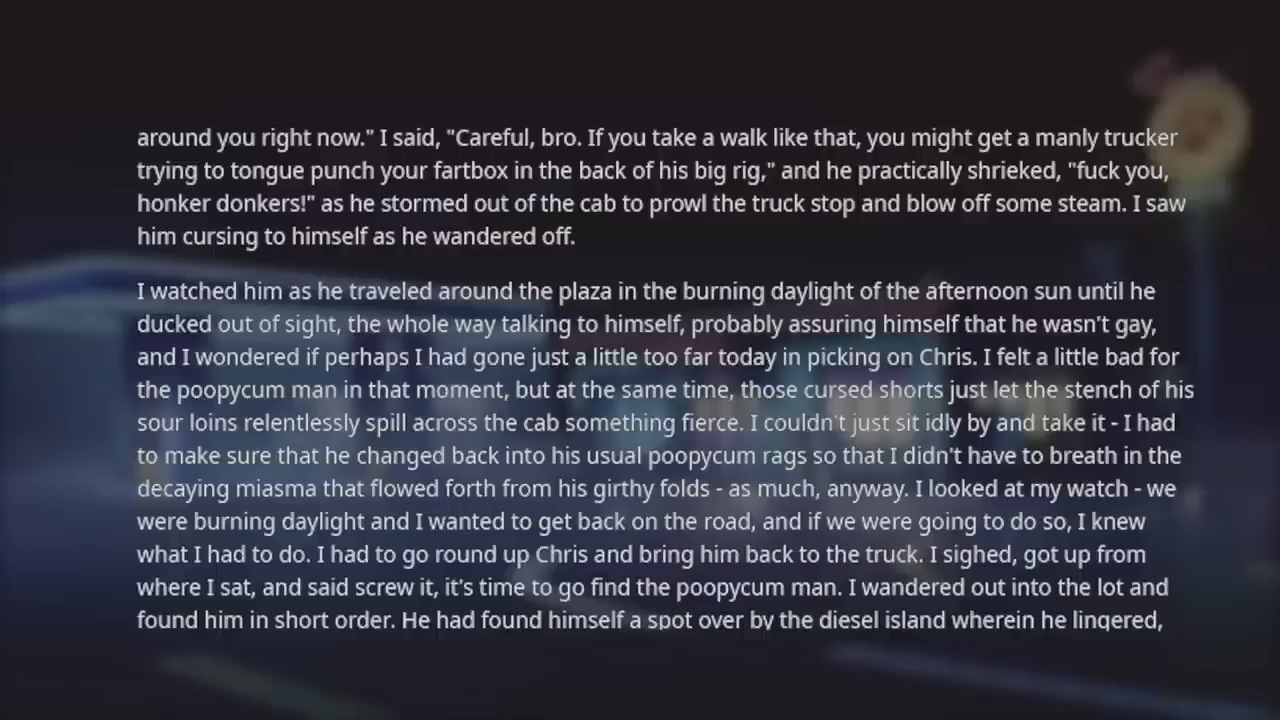 around you right now." I said, "Careful, bro. If you take a walk like that, you might get a manly trucker
trying to tongue punch your fartbox in the back of his big rig," and he practically shrieked, "fuck you,
honker donkers!" as he stormed out of the cab to prowl the truck stop and blow off some steam. I saw
him cursing to himself as he wandered off.
I watched him as he traveled around the plaza in the burning daylight of the afternoon sun until he
ducked out of sight, the whole way talking to himself, probably assuring himself that he wasn't gay,
and I wondered if perhaps I had gone just a little too far today in picking on Chris. I felt a little bad for
the poopycum man in that moment, but at the same time, those cursed shorts just let the stench of his
sour loins relentlessly spill across the cab something fierce. I couldn't just sit idly by and take it - I had
to make sure that he changed back into his usual poopycum rags so that I didn't have to breath in the
decaying miasma that flowed forth from his girthy folds - as much, anyway. I looked at my watch - we
were burning daylight and I wanted to get back on the road, and if we were going to do so, I knew
what I had to do. I had to go round up Chris and bring him back to the truck. I sighed, got up from
where I sat, and said screw it, it's time to go find the poopycum man. I wandered out into the lot and
found him in short order. He had found himself a spot over by the diesel island wherein he lingered,